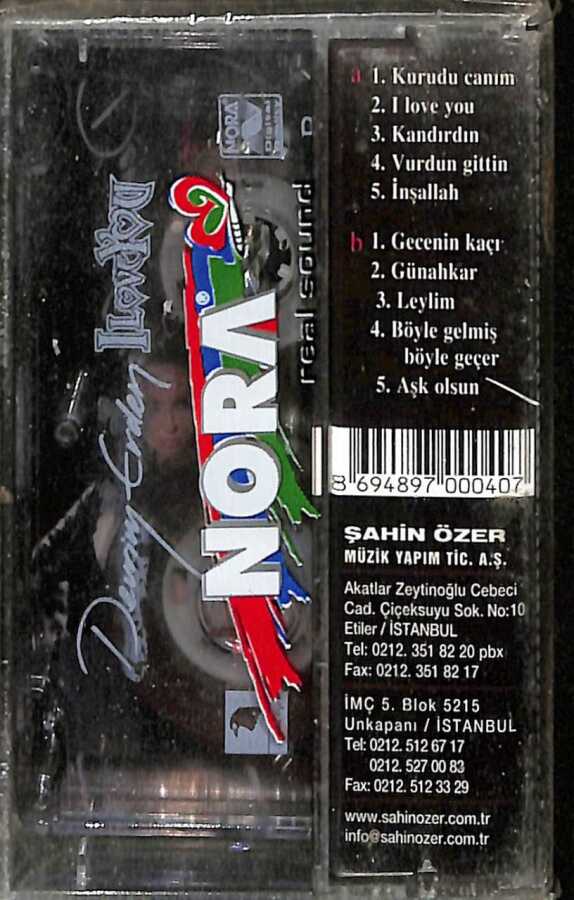 a 1. Kurudu canım
2. I love you
3. Kandırdın
4. Vurdun gittin
5. İnşallah
b 1. Gecenin kaçı
2. Günahkar
3. Leylim
4. Böyle gelmiş
böyle geçer
5. Aşk olsun
8 694897 000407
ŞAHİN ÖZER
MÜZİK YAPIM TİC. A.Ş.
Akatlar Zeytinoğlu Cebeci
Cad. Çiçeksuyu Sok. No:10
Etiler / İSTANBUL
Tel: 0212. 351 82 20 pbx
Fax: 0212. 351 82 17
İMÇ 5. Blok 5215
Unkapanı / İSTANBUL
Tel: 0212. 512 67 17
0212. 527 00 83
Fax: 0212. 512 33 29
www.sahinozer.com.tr
info@sahinozer.com.tr
NORA
Digital
NORA®
real sound